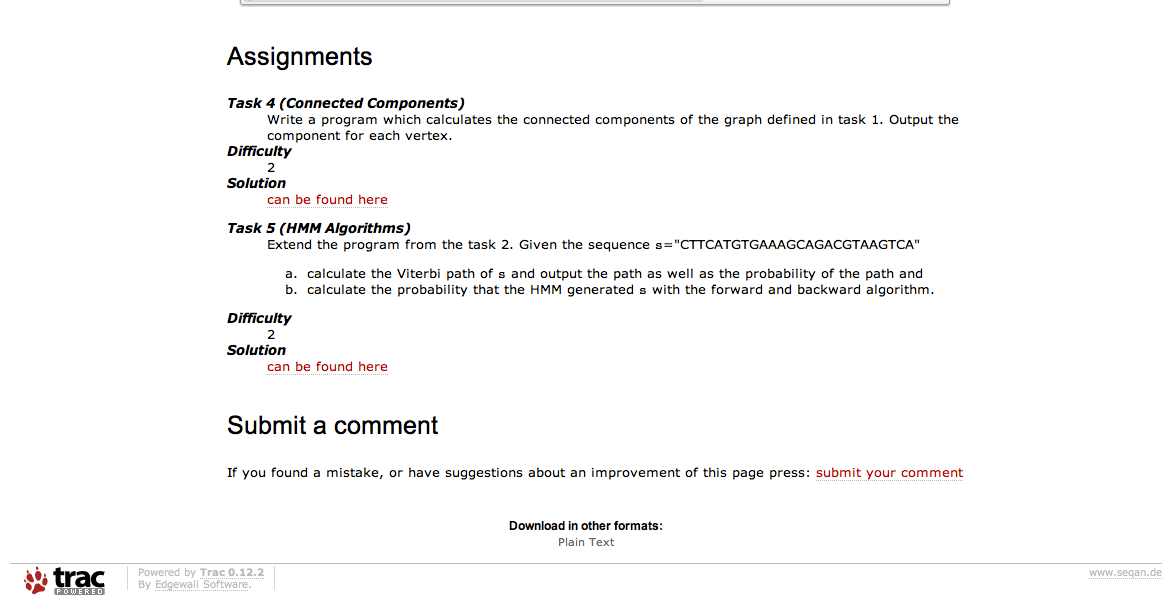 Assignments
Task 4 (Connected Components)
Write a program which calculates the connected components of the graph defined in task 1. Output the
component for each vertex.
Difficulty
2
Solution
can be found here
Task 5 (HMM Algorithms)
Extend the program from the task 2. Given the sequence s="CTTCATGTGAAAGCAGACGTAAGTCA"
a. calculate the Viterbi path of s and output the path as well as the probability of the path and
b. calculate the probability that the HMM generated s with the forward and backward algorithm.
Difficulty
2
Solution
can be found here
Submit a comment
If you found a mistake, or have suggestions about an improvement of this page press: submit your comment
Download in other formats:
Plain Text
trac
POWERED
Powered by Trac 0.12.2
By Edgewall Software.
www.seqan.de